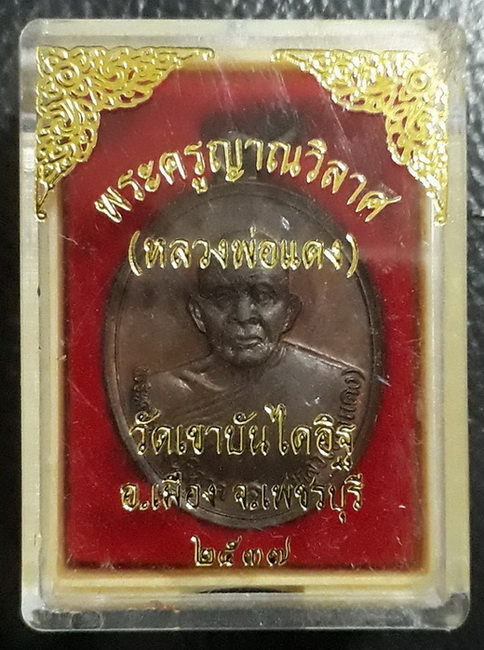 พระครูญาณวิลาศ
(หลวงพ่อแดง)
วัดเขาบันไดอิฐ
อ.เมือง จ.เพชรบุรี
๒๕๓๗